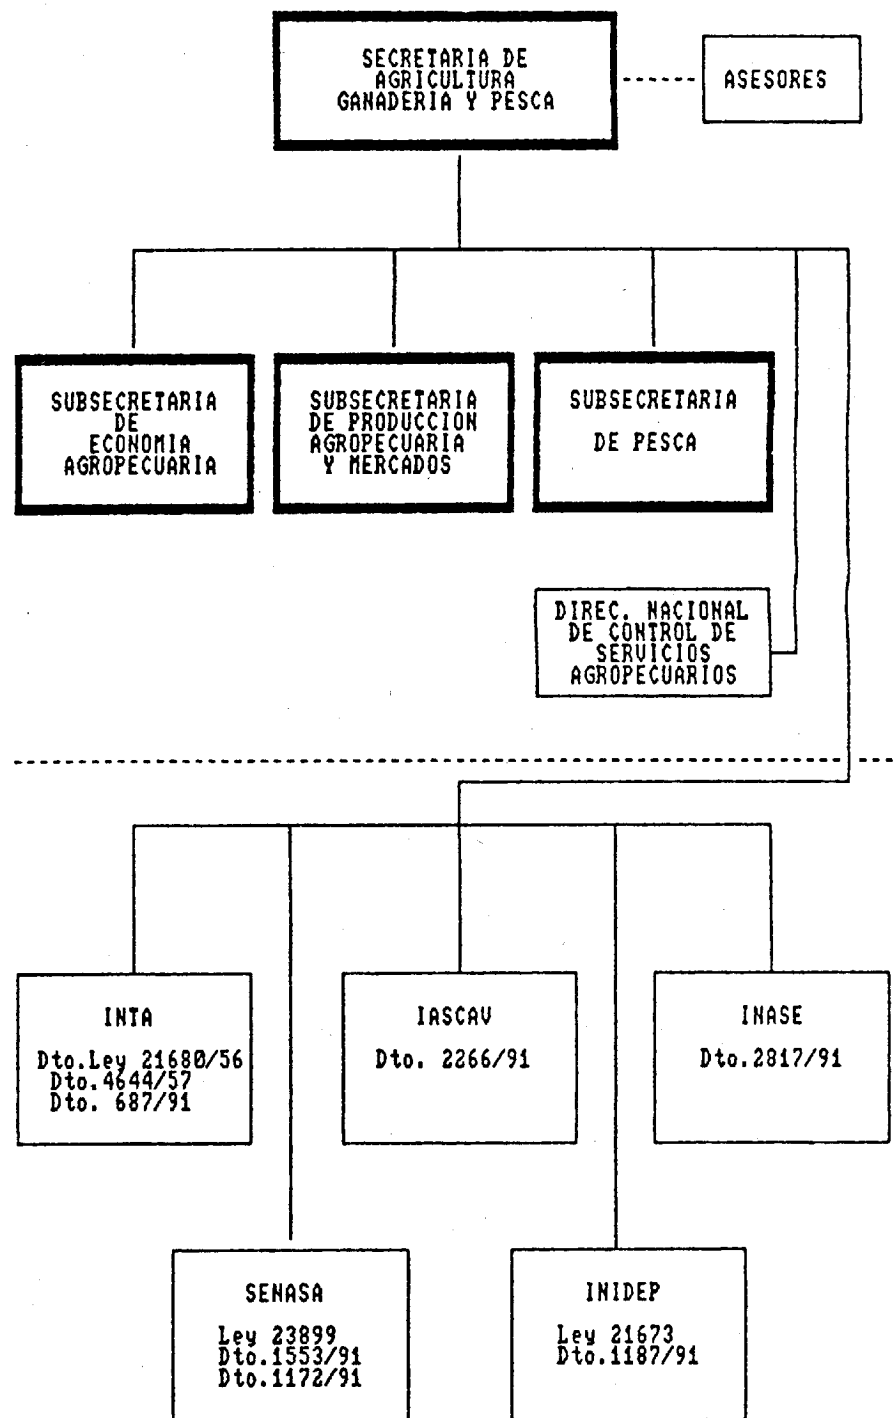 SECRETARIA DE
AGRICULTURA
GANADERIA Y PESCA
ASESORES
SUBSECRETARIA
DE
ECONOMIA
AGROPECUARIA
SUBSECRETARIA
DE PRODUCCION
AGROPECUARIA
Y MERCADOS
SUBSECRETARIA
DE PESCA
DIREC. NACIONAL
DE CONTROL DE
SERVICIOS
AGROPECUARIOS
INTA
Dto.Ley 21680/56
Dto.4644/57
Dto. 687/91
IASCAV
Dto. 2266/91
INASE
Dto.2817/91
SENASA
Ley 23899
Dto.1553/91
Dto.1172/91
INIDEP
Ley 21673
Dto.1187/91